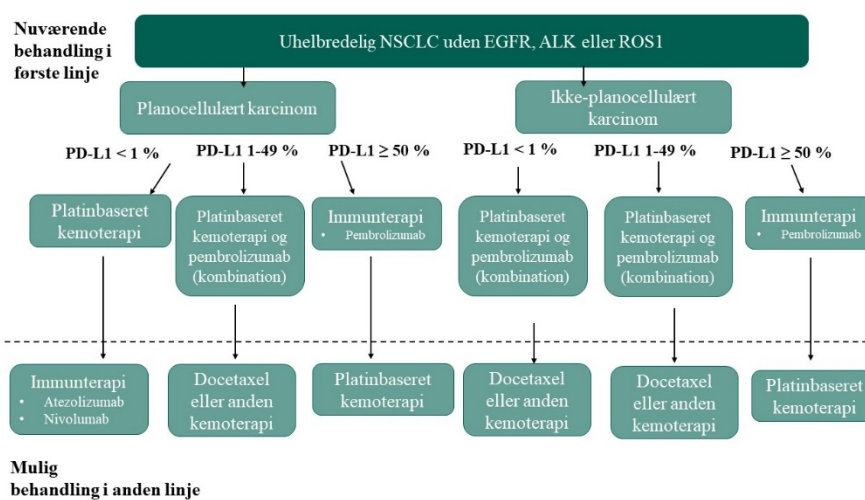 Nuværende
behandling i
første linje
Uhelbredelig NSCLC uden EGFR, ALK eller ROS1
Planocellulært karcinom
Ikke-planocellulært
karcinom
PD-L1 < 1 %
PD-L1 1-49 %
PD-L1 ≥ 50 %
PD-L1 < 1 %
PD-L1 1-49 %
PD-L1 ≥ 50 %
Platinbaseret
kemoterapi
Platinbaseret
kemoterapi og
pembrolizumab
(kombination)
Immunterapi
• Pembrolizumab
Platinbaseret
kemoterapi og
pembrolizumab
(kombination)
Platinbaseret
kemoterapi og
pembrolizumab
(kombination)
Immunterapi
• Pembrolizumab
Immunterapi
• Atezolizumab
• Nivolumab
Docetaxel
eller anden
kemoterapi
Platinbaseret
kemoterapi
Docetaxel
eller anden
kemoterapi
Docetaxel
eller anden
kemoterapi
Platinbaseret
kemoterapi
Mulig
behandling i anden linje